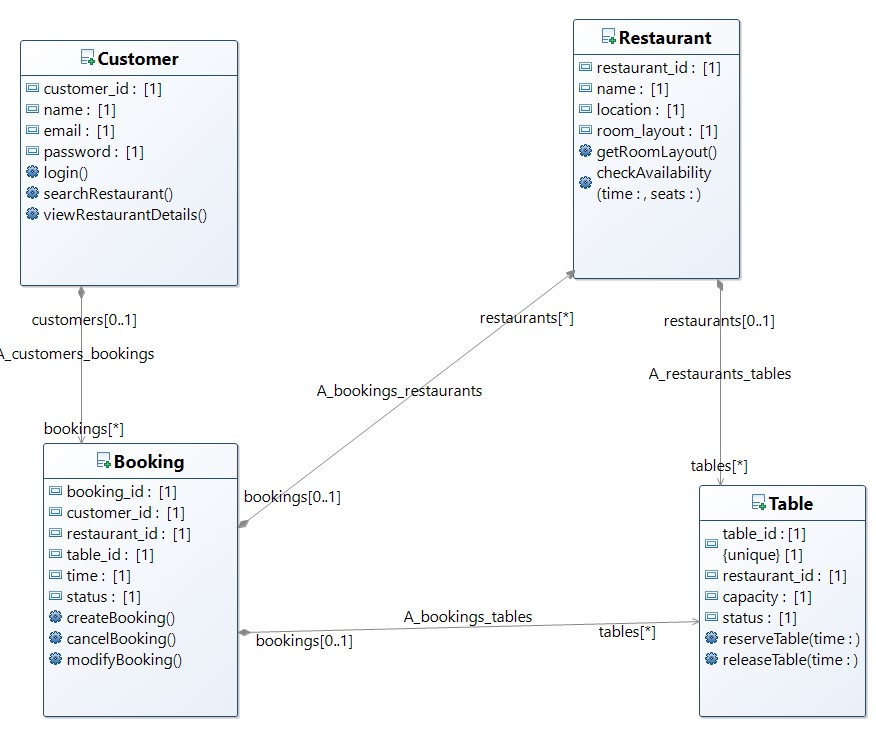 Customer
customer_id : [1]
name : [1]
email : [1]
password : [1]
login()
searchRestaurant()
viewRestaurantDetails()
Restaurant
restaurant_id : [1]
name : [1]
location : [1]
room_layout : [1]
getRoomLayout()
checkAvailability
(time : , seats : )
customers[0..1]
A_customers_bookings
bookings[*]
restaurants[*]
A_bookings_restaurants
bookings[0..1]
restaurants[0..1]
A_restaurants_tables
tables[*]
Booking
booking_id : [1]
customer_id : [1]
restaurant_id : [1]
table_id : [1]
time : [1]
status : [1]
createBooking()
cancelBooking()
modifyBooking()
A_bookings_tables
bookings[0..1]
tables[*]
Table
table_id : [1]
{unique} [1]
restaurant_id : [1]
capacity : [1]
status : [1]
reserveTable(time : )
releaseTable(time : )